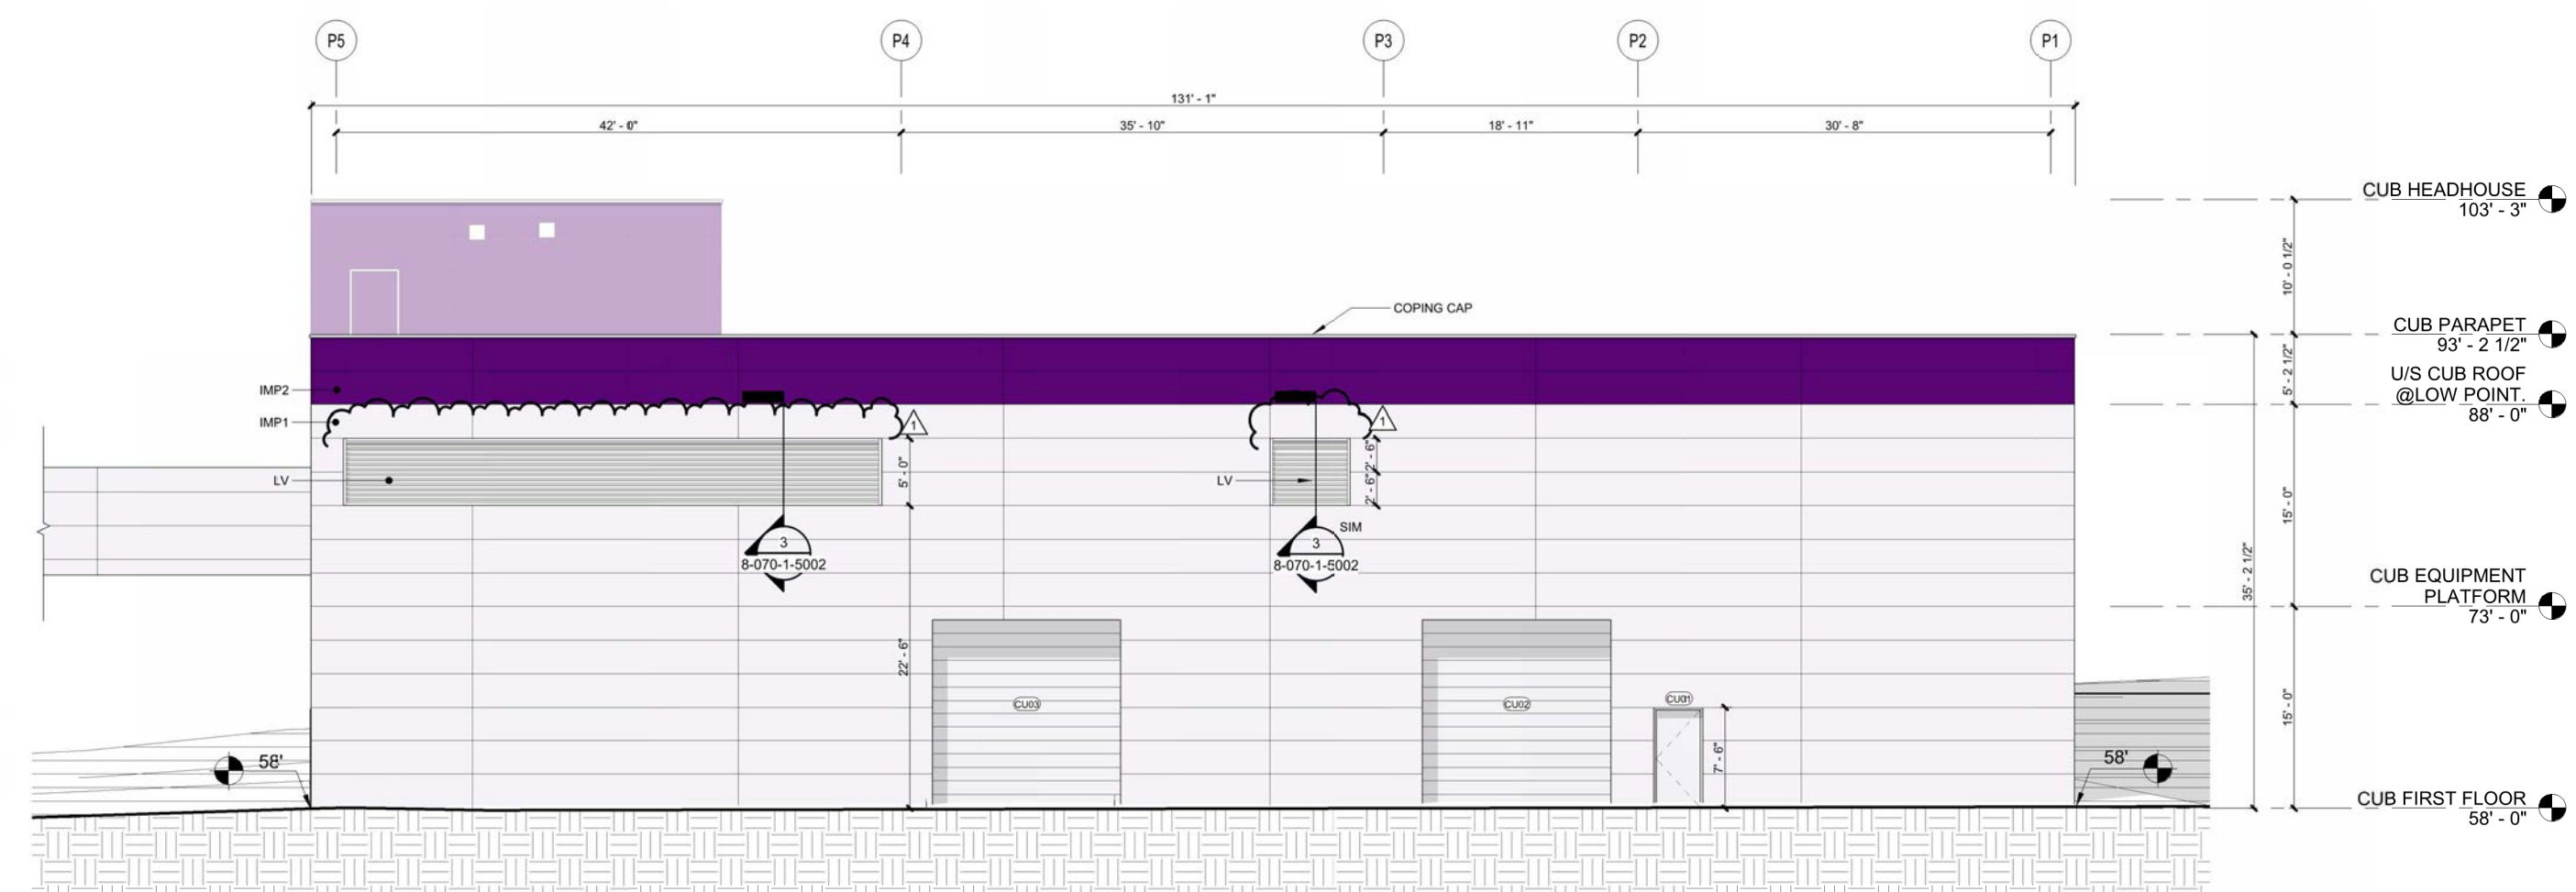 P5 P4 P3 P2 P1
131' - 1"
42' - 0" 35' - 10" 18' - 11" 30' - 8"
CUB HEADHOUSE
103' - 3"
10' - 0 1/2"
COPING CAP
CUB PARAPET
93' - 2 1/2"
5' - 2 1/2"
U/S CUB ROOF
@LOW POINT.
88' - 0"
IMP2
IMP1
1
1
LV
5' - 0"
LV
2' - 6"
2' - 6"
15' - 0"
3
8-070-1-5002
SIM
3
8-070-1-5002
35' - 2 1/2"
CUB EQUIPMENT
PLATFORM
73' - 0"
22' - 6"
CU03
CU02
CU01
7' - 6"
15' - 0"
58'
58'
CUB FIRST FLOOR
58' - 0"